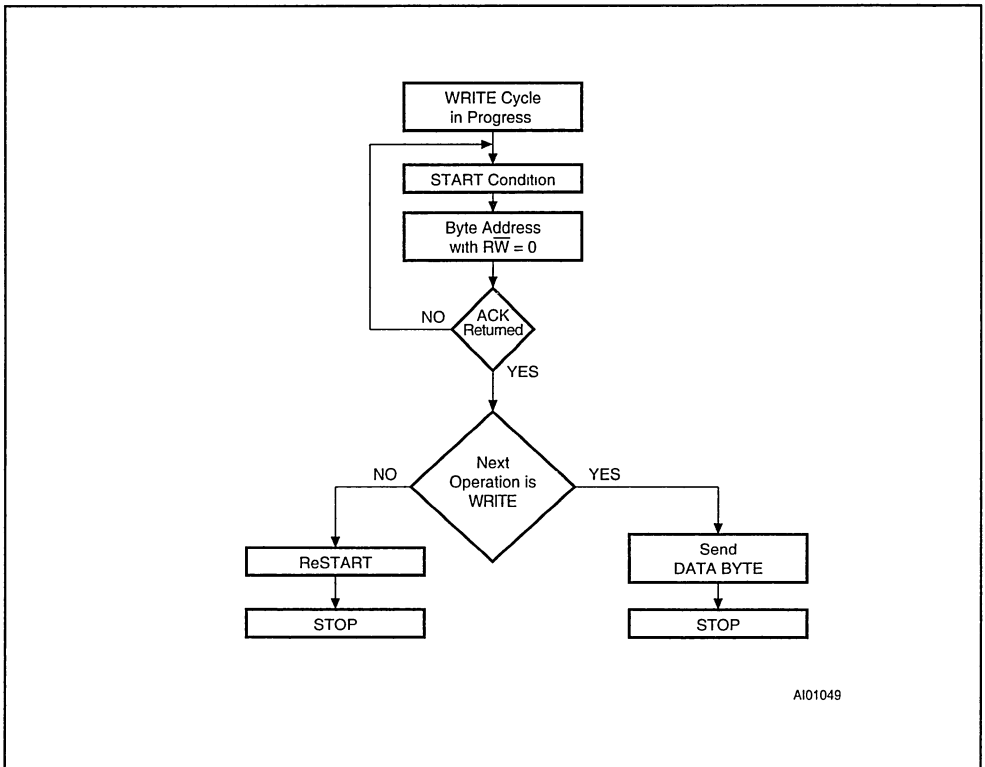 WRITE Cycle
in Progress
START Condition
Byte Address
with RW̅ = 0
NO
ACK
Returned
YES
NO
Next
Operation is
WRITE
YES
ReSTART
Send
DATA BYTE
STOP
STOP
AI01049